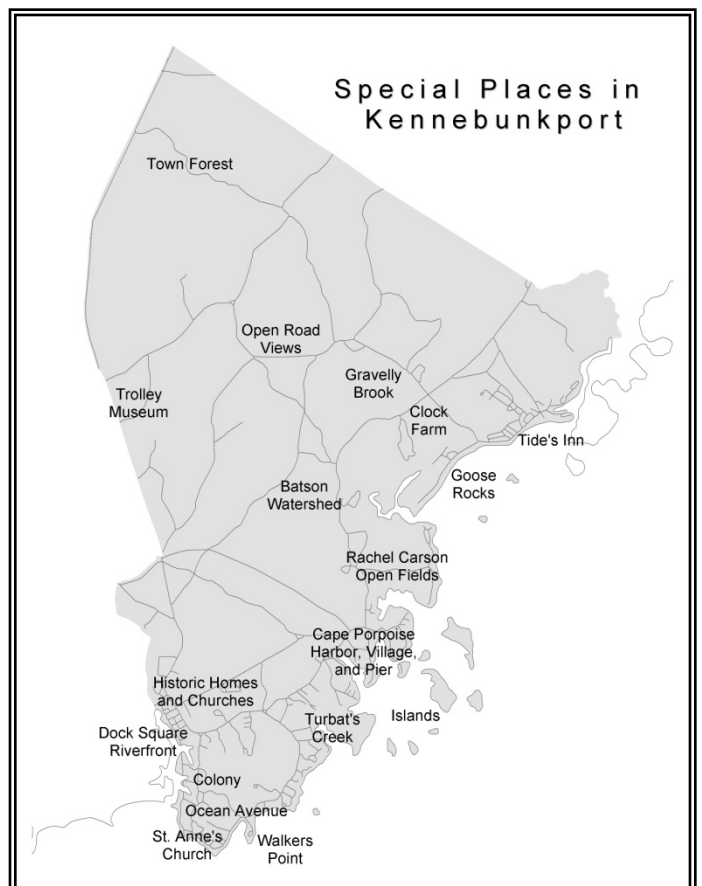 Special Places in
Kennebunkport
Town Forest
Open Road
Views
Gravelly
Brook
Trolley
Museum
Clock
Farm
Tide's Inn
Goose
Rocks
Batson
Watershed
Rachel Carson
Open Fields
Cape Porpoise
Harbor, Village,
and Pier
Historic Homes
and Churches
Islands
Turbat's
Creek
Dock Square
Riverfront
Colony
Ocean Avenue
St. Anne's
Church
Walkers
Point